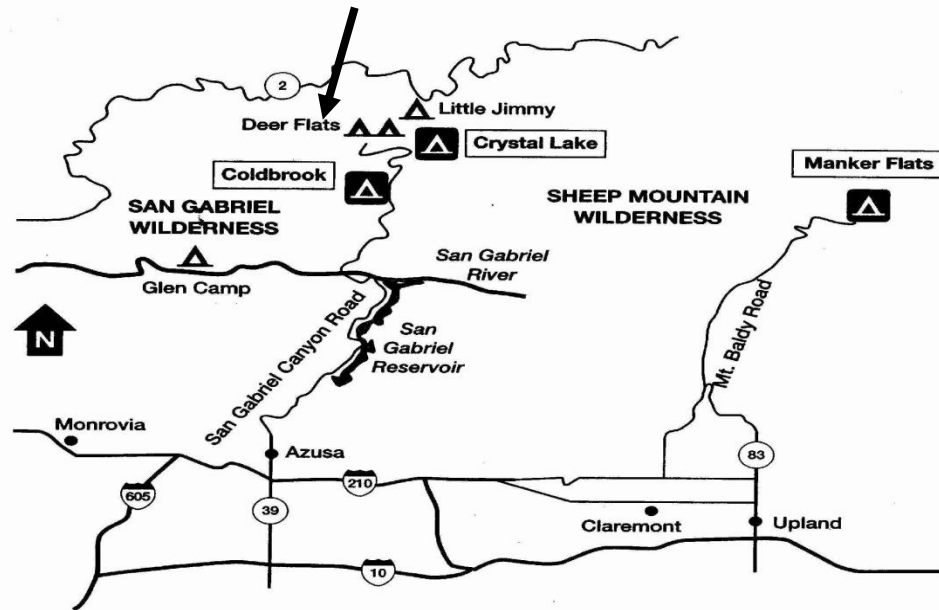 2
Little Jimmy
Deer Flats
Crystal Lake
Manker Flats
Coldbrook
SAN GABRIEL
WILDERNESS
SHEEP MOUNTAIN
WILDERNESS
San Gabriel
River
Glen Camp
N
San Gabriel Canyon Road
San
Gabriel
Reservoir
Mt. Baldy Road
Monrovia
Azusa
83
210
605
39
Claremont
Upland
10